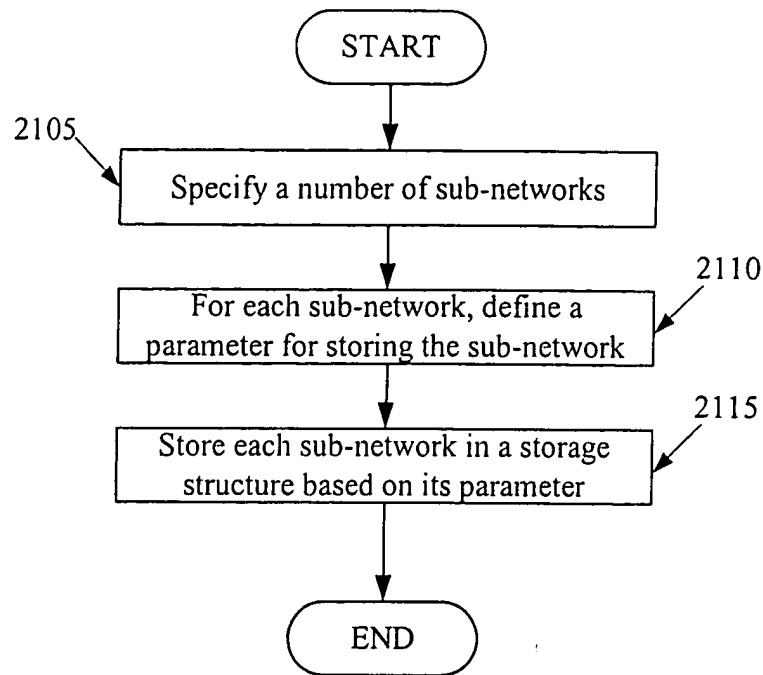 START
2105
Specify a number of sub-networks
2110
For each sub-network, define a
parameter for storing the sub-network
2115
Store each sub-network in a storage
structure based on its parameter
END